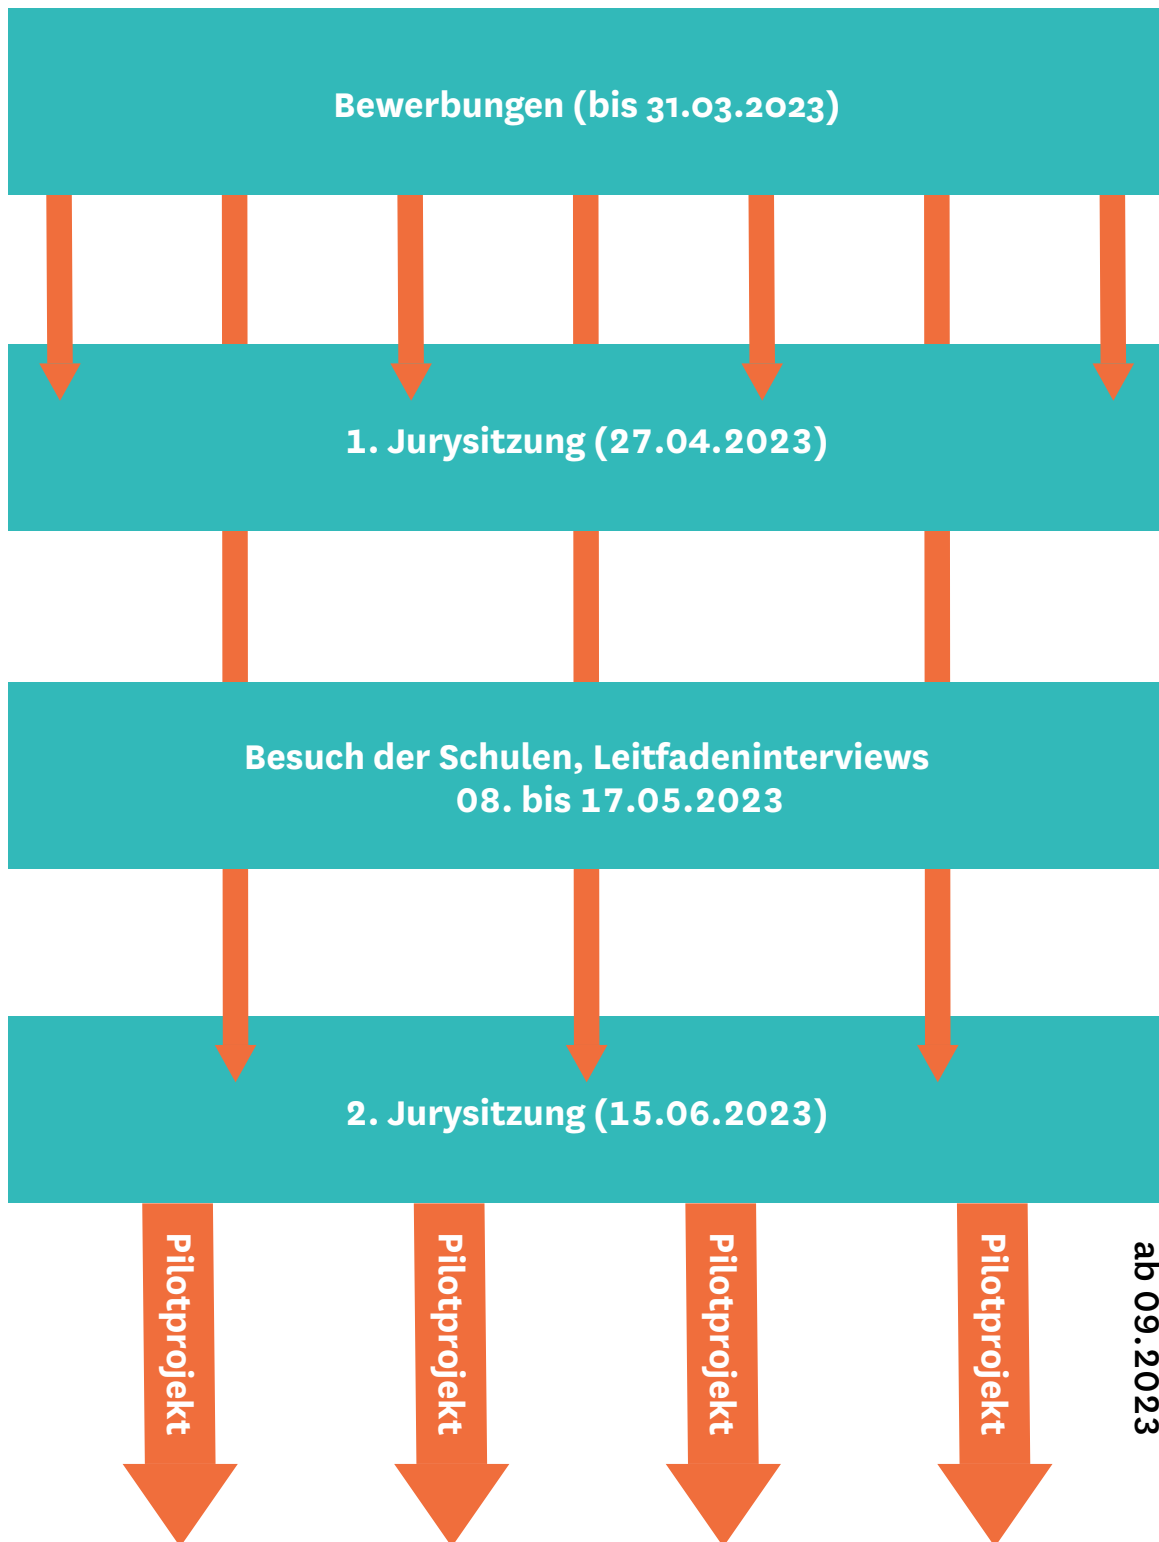 Bewerbungen (bis 31.03.2023)
1. Jurysitzung (27.04.2023)
Besuch der Schulen, Leitfadeninterviews
08. bis 17.05.2023
2. Jurysitzung (15.06.2023)
Pilotprojekt
Pilotprojekt
Pilotprojekt
Pilotprojekt
ab 09.2023